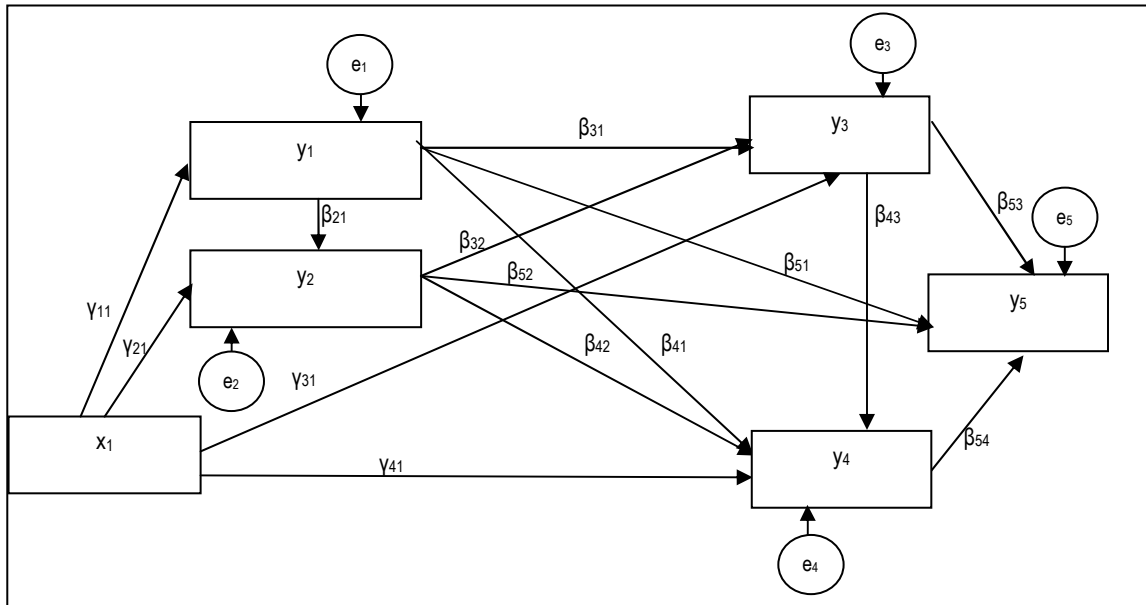 e₁
e₃
y₁
β₃₁
y₃
β₂₁
β₃₂
β₄₃
β₅₃
e₅
y₂
β₅₂
β₅₁
y₅
γ₁₁
γ₂₁
e₂
γ₃₁
β₄₂
β₄₁
x₁
γ₄₁
y₄
β₅₄
e₄